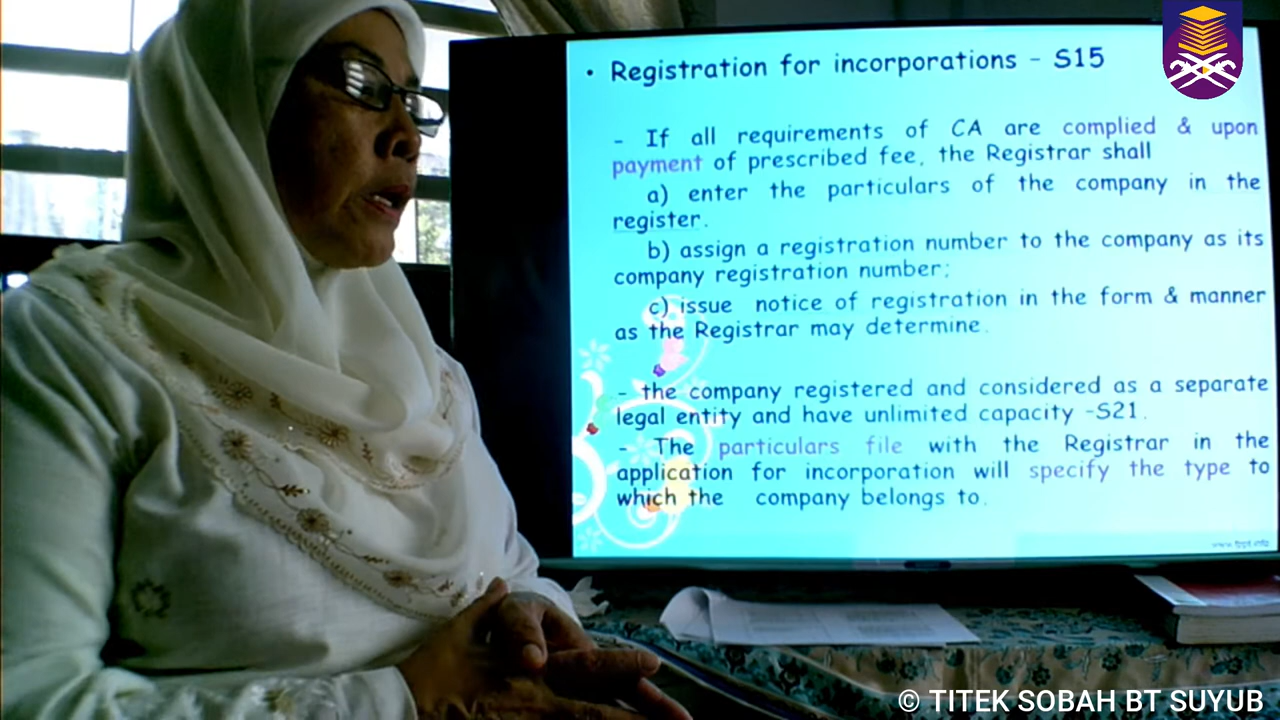 • Registration for incorporations - S15
- If all requirements of CA are complied & upon
payment of prescribed fee, the Registrar shall
a) enter the particulars of the company in the
register.
b) assign a registration number to the company as its
company registration number;
c) issue notice of registration in the form & manner
as the Registrar may determine.
- the company registered and considered as a separate
legal entity and have unlimited capacity -S21.
- The particulars file with the Registrar in the
application for incorporation will specify the type to
which the company belongs to.
© TITEK SOBAH BT SUYUB